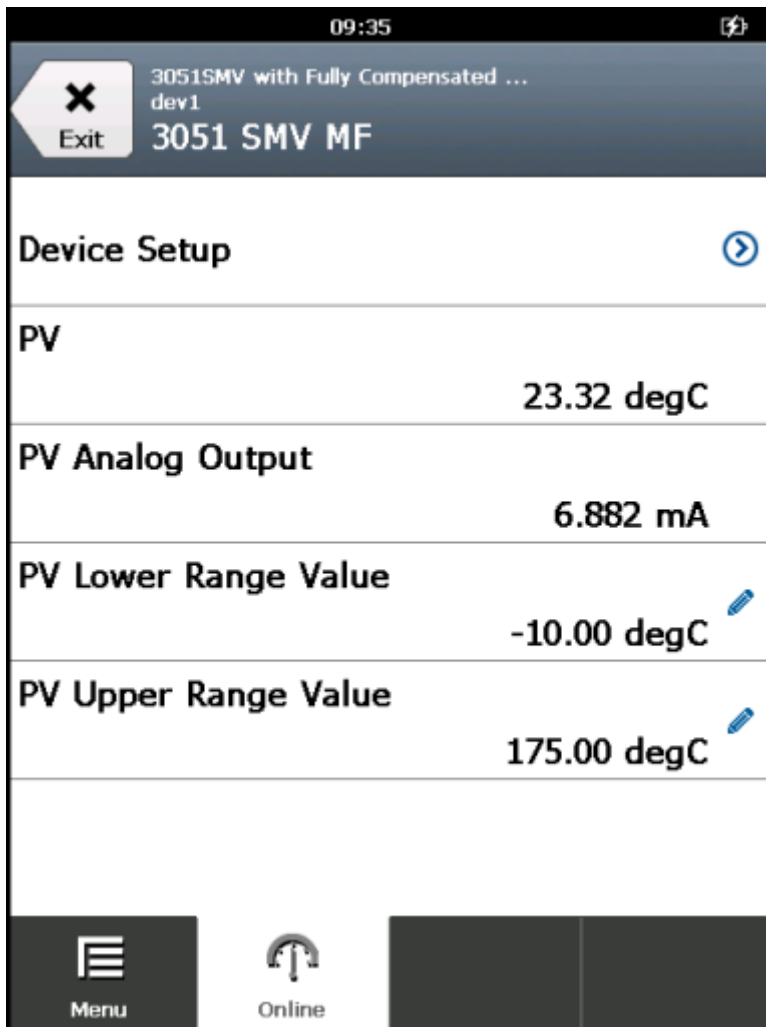 09:35
3051SMV with Fully Compensated ...
dev1
Exit
3051 SMV MF
Device Setup
PV
23.32 degC
PV Analog Output
6.882 mA
PV Lower Range Value
-10.00 degC
PV Upper Range Value
175.00 degC
Menu
Online